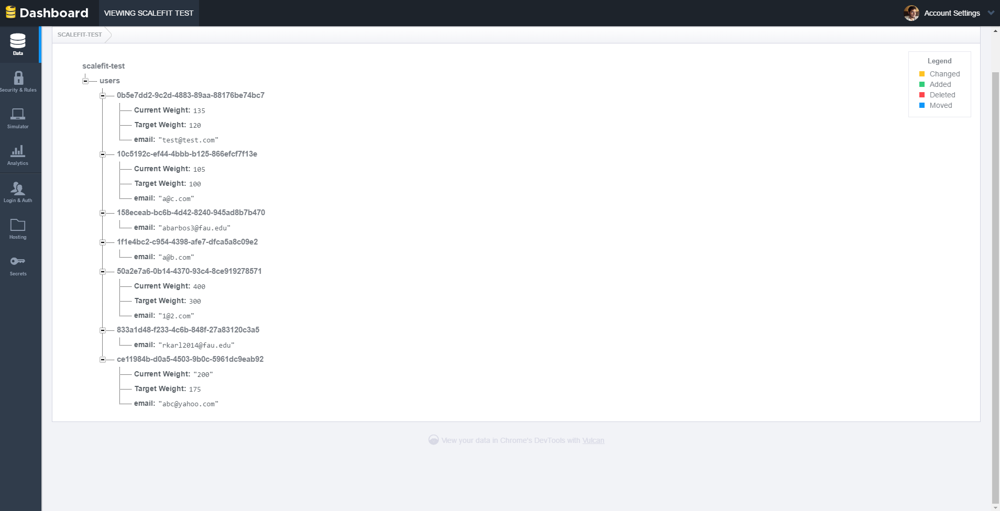 Dashboard
VIEWING SCALEFIT TEST
Account Settings
Data
Security & Rules
Simulator
Analytics
Login & Auth
Hosting
Secrets
SCALEFIT-TEST
scalefit-test
users
0b5e7dd2-9c2d-4883-89aa-88176be74bc7
Current Weight: 135
Target Weight: 120
email: "test@test.com"
10c5192c-ef44-4bbb-b125-866efcf7f13e
Current Weight: 105
Target Weight: 100
email: "a@c.com"
158eceab-bc6b-4d42-8240-945ad8b7b470
email: "abarbos3@fau.edu"
1f1e4bc2-c954-4398-afe7-dfca5a8c09e2
email: "a@b.com"
50a2e7a6-0b14-4370-93c4-8ce919278571
Current Weight: 400
Target Weight: 300
email: "1@2.com"
833a1d48-f233-4c6b-848f-27a83120c3a5
email: "rkarl2014@fau.edu"
ce11984b-d0a5-4503-9b0c-5961dc9eab92
Current Weight: "200"
Target Weight: 175
email: "abc@yahoo.com"
Legend
Changed
Added
Deleted
Moved
View your data in Chrome's DevTools with Vulcan